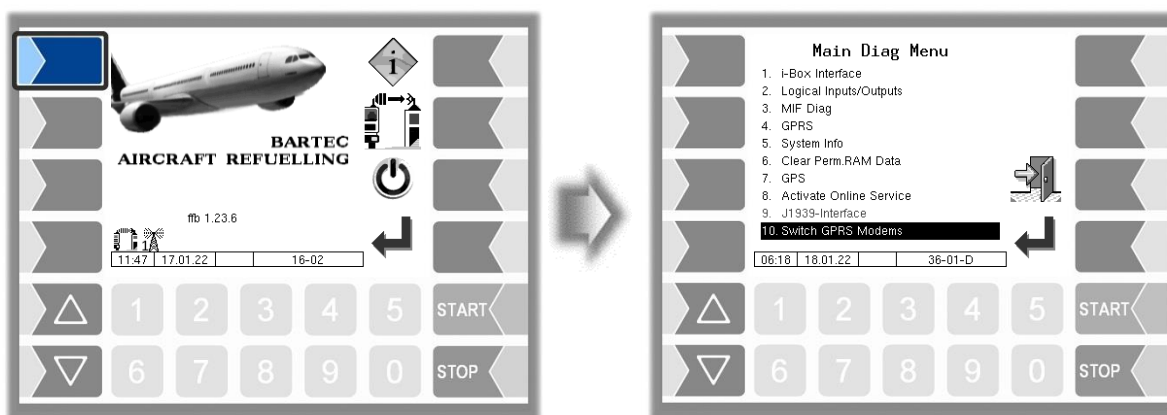 i
BARTEC
AIRCRAFT REFUELLING
ffb 1.23.6
1
11:47 17.01.22 16-02
1 2 3 4 5 START
6 7 8 9 0 STOP
Main Diag Menu
1. i-Box Interface
2. Logical Inputs/Outputs
3. MIF Diag
4. GPRS
5. System Info
6. Clear Perm.RAM Data
7. GPS
8. Activate Online Service
9. J1939-Interface
10. Switch GPRS Modems
06:18 18.01.22 36-01-D
1 2 3 4 5 START
6 7 8 9 0 STOP